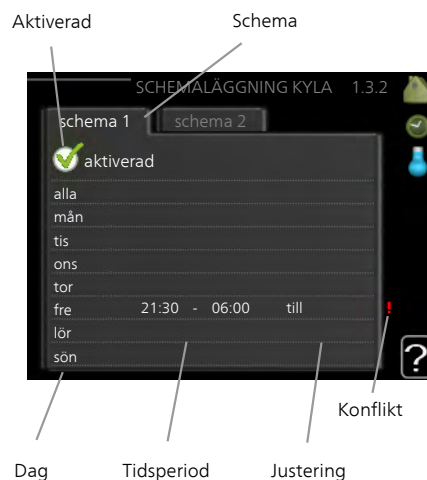 Aktiverad Schema
SCHEMALÄGGNING KYLA 1.3.2
schema 1 schema 2
aktiverad
alla
mån
tis
ons
tor
fre 21:30 - 06:00 till !
lör
sön
?
Konflikt
Dag Tidsperiod Justering